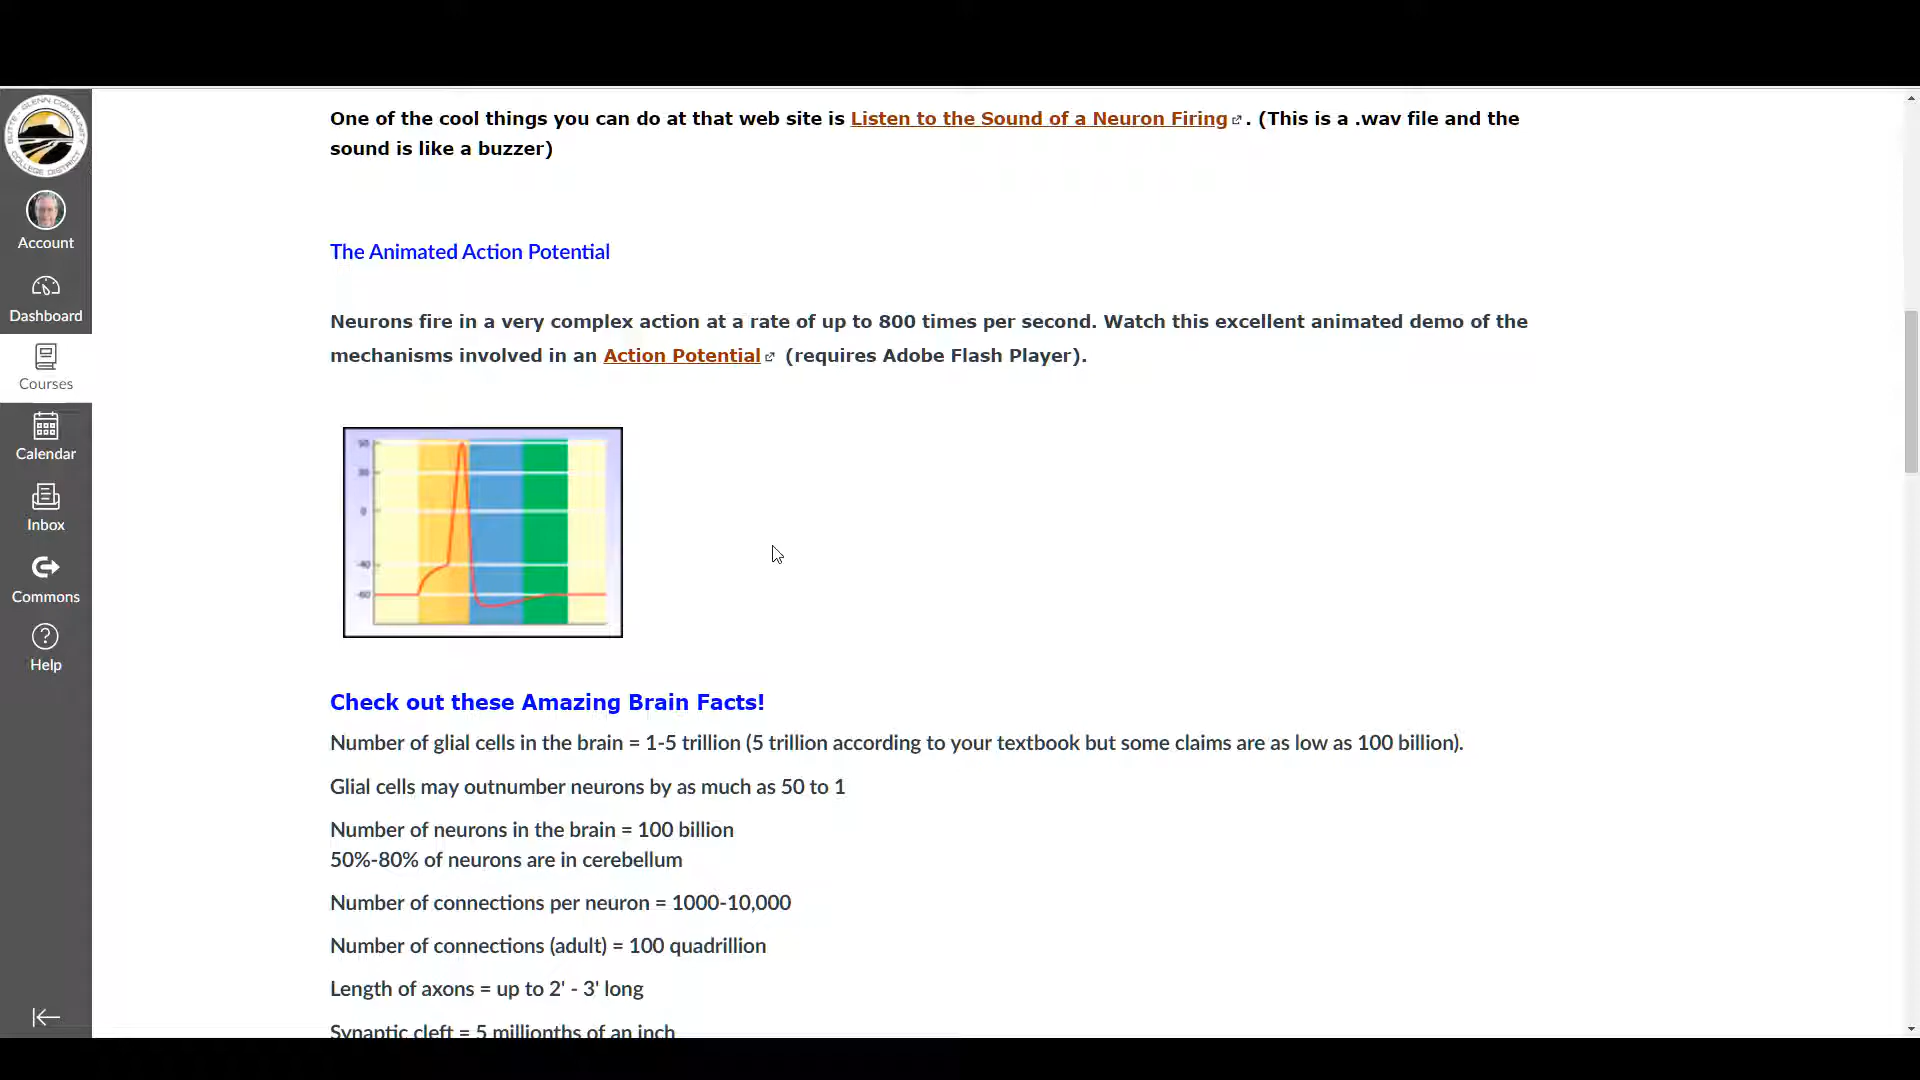 One of the cool things you can do at that web site is Listen to the Sound of a Neuron Firing . (This is a .wav file and the
sound is like a buzzer)
The Animated Action Potential
Neurons fire in a very complex action at a rate of up to 800 times per second. Watch this excellent animated demo of the
mechanisms involved in an Action Potential (requires Adobe Flash Player).
0
-40
-60
Check out these Amazing Brain Facts!
Number of glial cells in the brain = 1-5 trillion (5 trillion according to your textbook but some claims are as low as 100 billion).
Glial cells may outnumber neurons by as much as 50 to 1
Number of neurons in the brain = 100 billion
50%-80% of neurons are in cerebellum
Number of connections per neuron = 1000-10,000
Number of connections (adult) = 100 quadrillion
Length of axons = up to 2' - 3' long
Synaptic cleft = 5 millionths of an inch
Account
Dashboard
Courses
Calendar
Inbox
Commons
Help